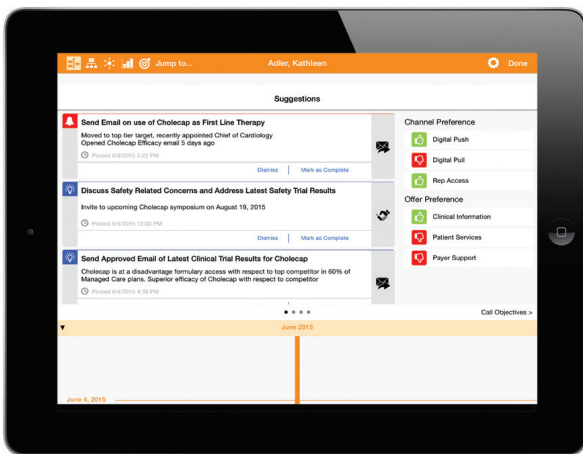 Jump to...
Adler, Kathleen
Done
Suggestions
Send Email on use of Cholecap as First Line Therapy
Moved to top tier target, recently appointed Chief of Cardiology
Opened Cholecap Efficacy email 5 days ago
Posted 6/8/2015 5:22 PM
Dismiss
Mark as Complete
Discuss Safety Related Concerns and Address Latest Safety Trial Results
Invite to upcoming Cholecap symposium on August 19, 2015
Posted 6/5/2015 12:00 PM
Dismiss
Mark as Complete
Send Approved Email of Latest Clinical Trial Results for Cholecap
Cholecap is at a disadvantage formulary access with respect to top competitor in 60% of
Managed Care plans. Superior efficacy of Cholecap with respect to competitor
Posted 6/4/2015 4:30 PM
Channel Preference
Digital Push
Digital Pull
Rep Access
Offer Preference
Clinical Information
Patient Services
Payer Support
Call Objectives >
June 2015
June 4, 2015